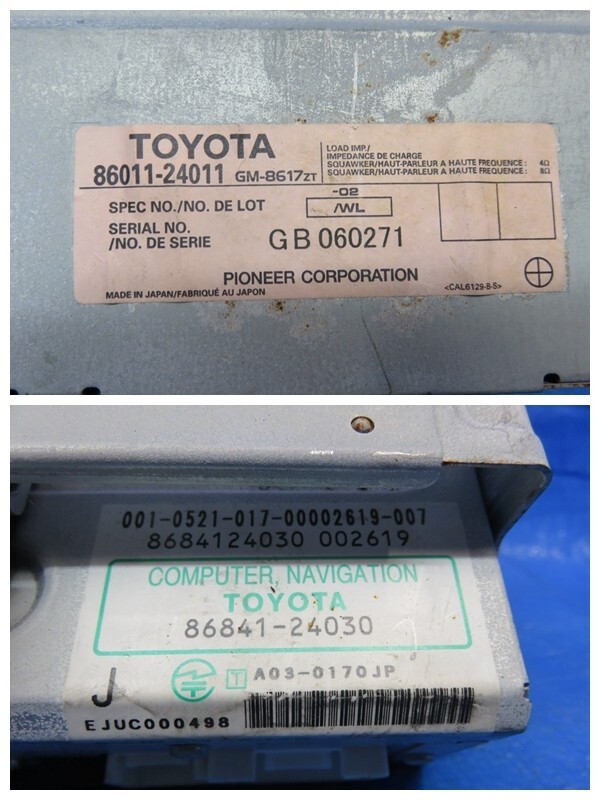 TOYOTA
86011-24011 GM-8617ZT
LOAD IMP./
IMPEDANCE DE CHARGE
SQUAWKER/HAUT-PARLEUR A HAUTE FREQUENCE : 4Ω
SQUAWKER/HAUT-PARLEUR A HAUTE FREQUENCE : 8Ω
SPEC NO./NO. DE LOT -02 /WL
SERIAL NO. /NO. DE SERIE GB 060271
PIONEER CORPORATION
MADE IN JAPAN/FABRIQUÉ AU JAPON <CAL6129-B-S>
001-0521-017-00002619-007
8684124030 002619
COMPUTER, NAVIGATION
TOYOTA
86841-24030
J T A03-0170JP
EJUC000498